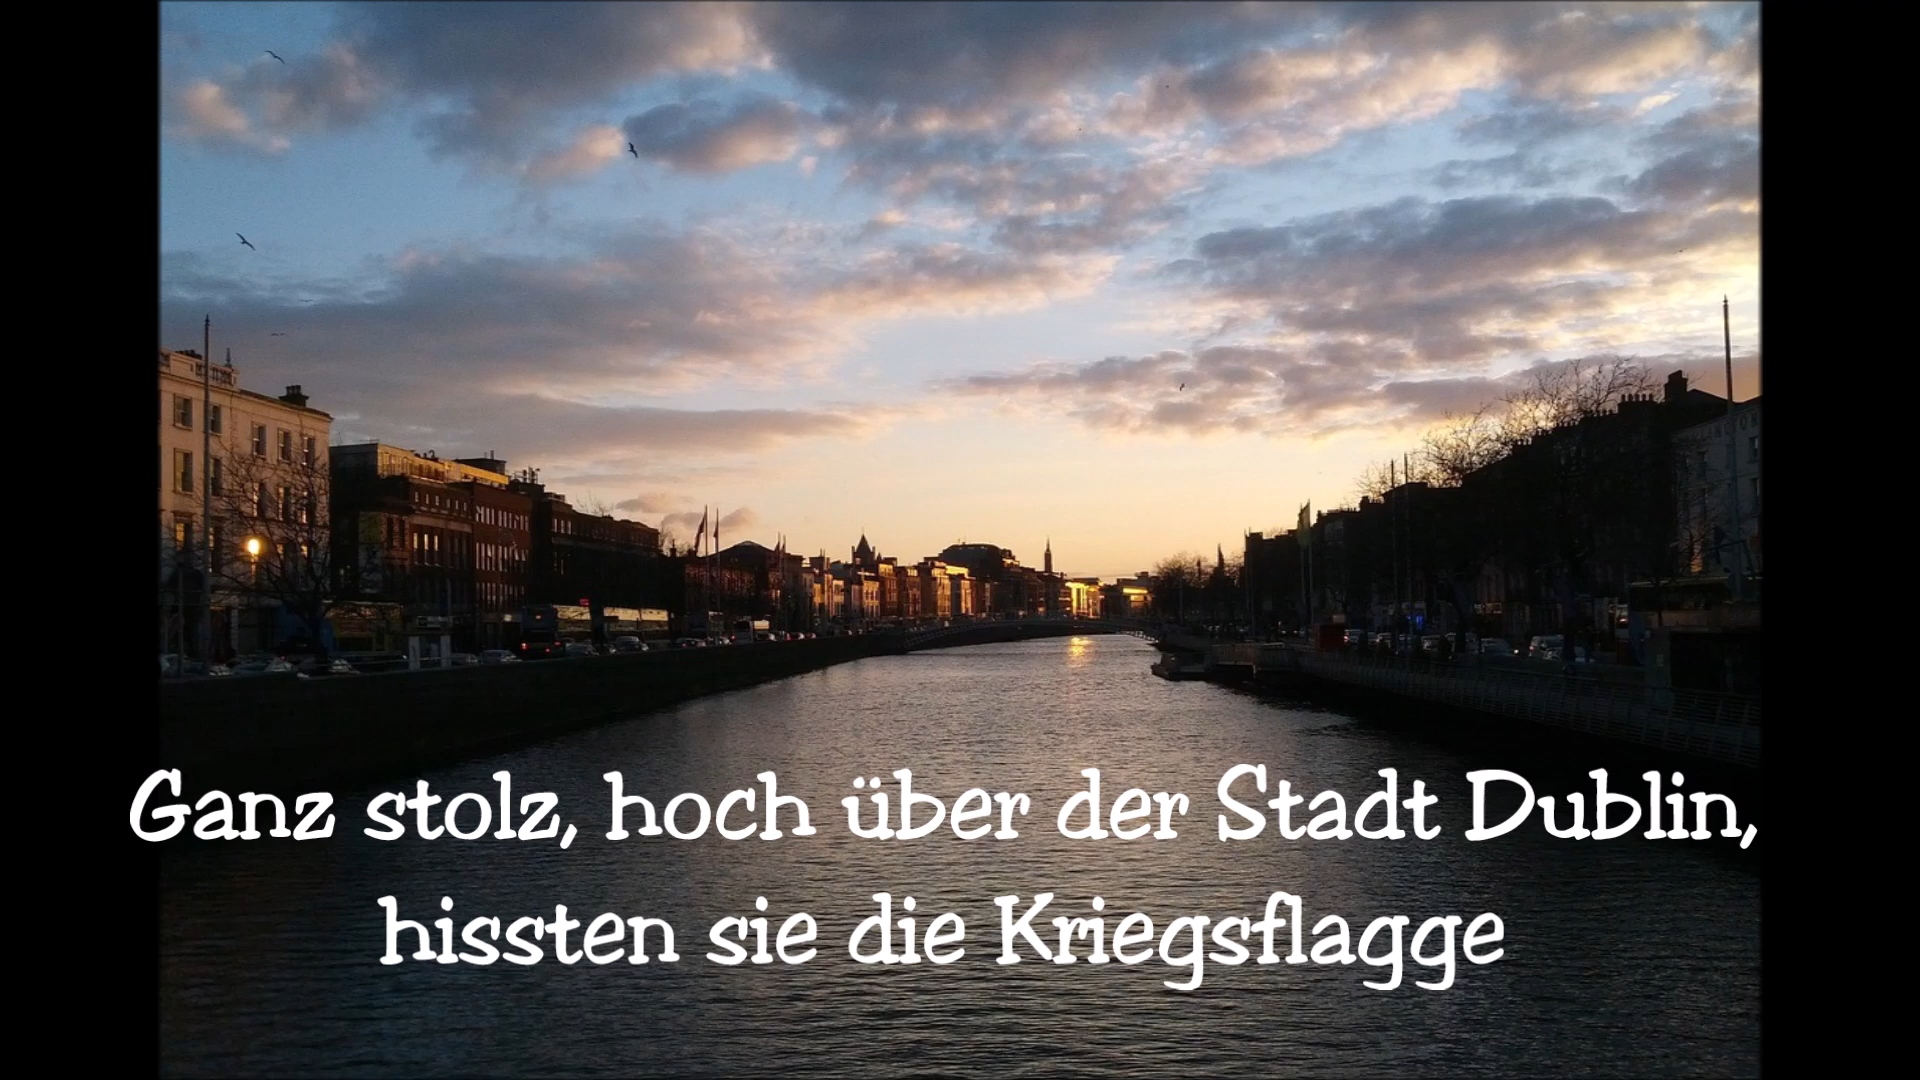 Ganz stolz, hoch über der Stadt Dublin,
hissten sie die Kriegsflagge